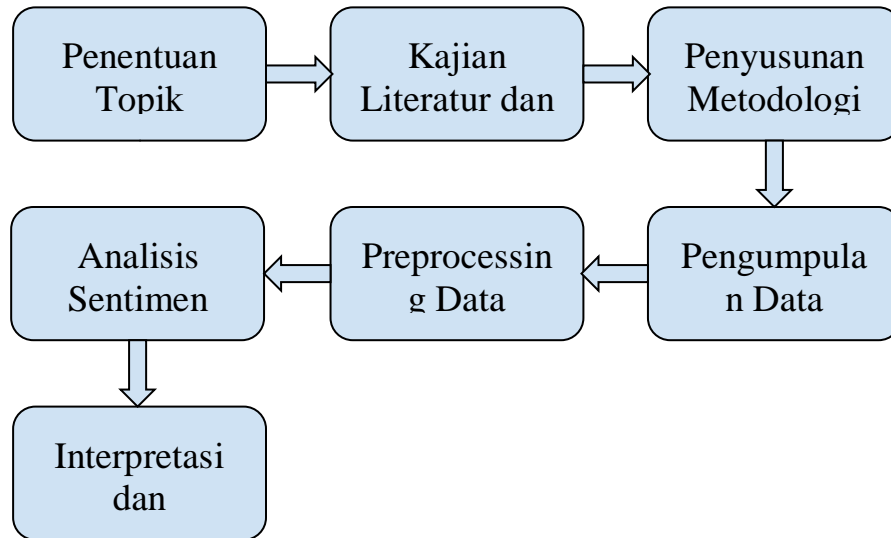 Penentuan
Topik
Kajian
Literatur dan
Penyusunan
Metodologi
Pengumpula
n Data
Preprocessin
g Data
Analisis
Sentimen
Interpretasi
dan